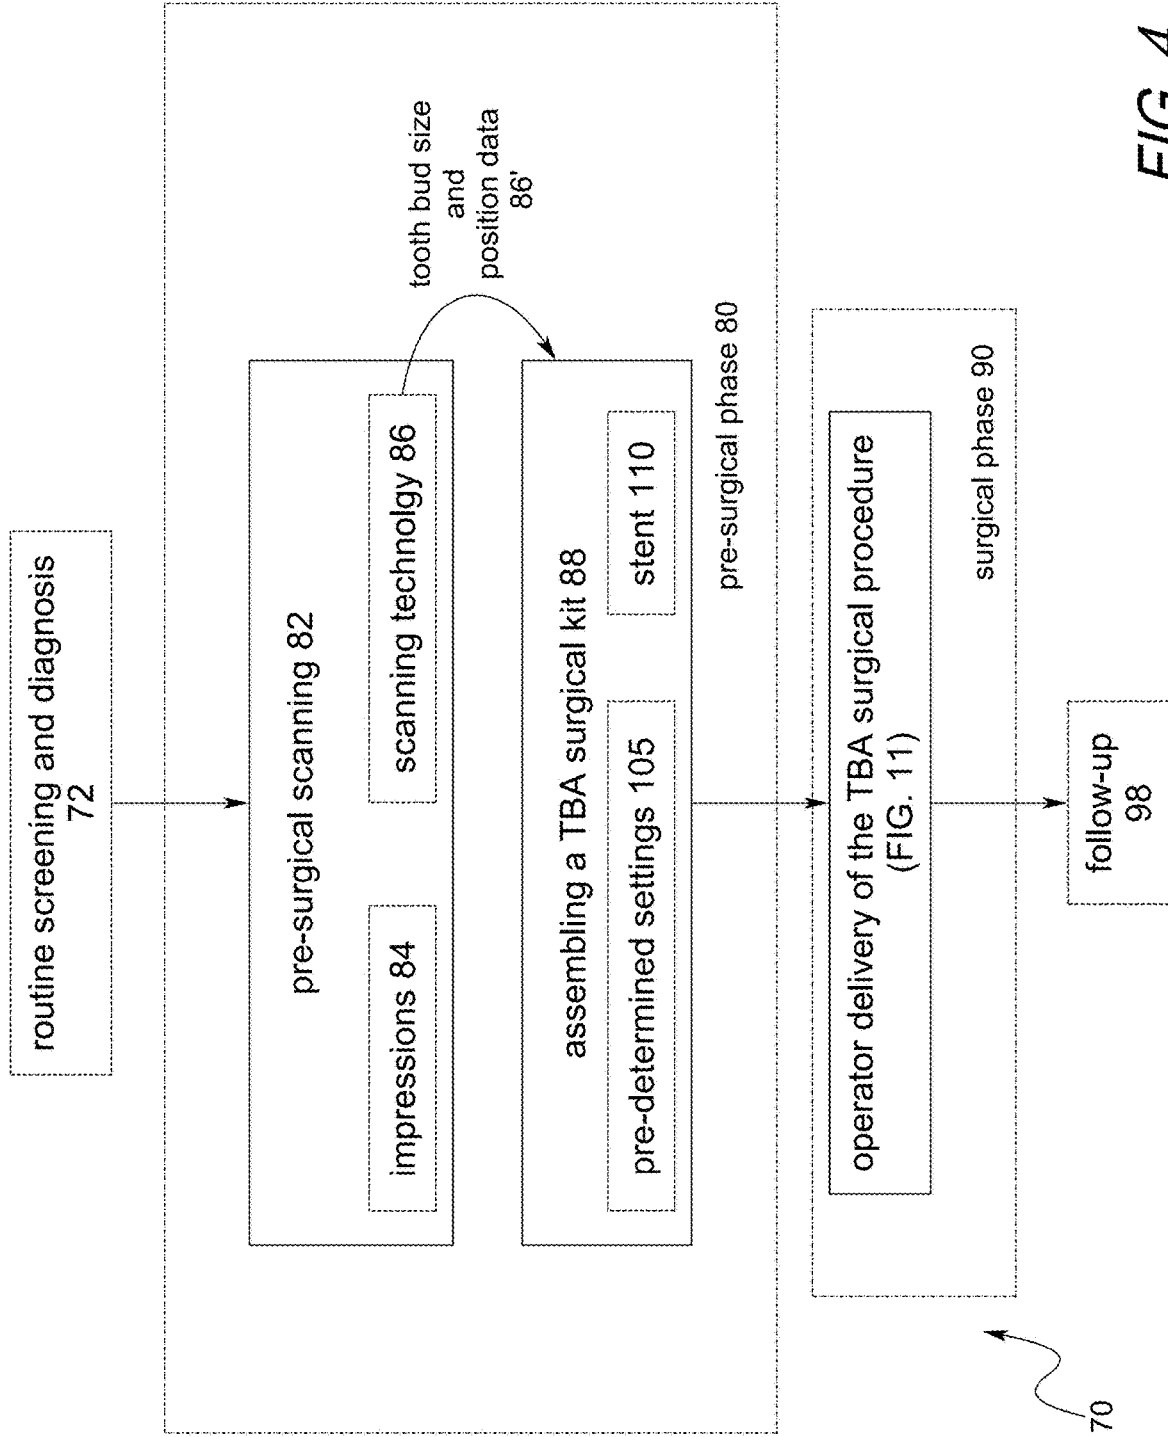 routine screening and diagnosis
72
pre-surgical scanning 82
impressions 84
scanning technolgy 86
tooth bud size
and
position data
86'
assembling a TBA surgical kit 88
pre-determined settings 105
stent 110
pre-surgical phase 80
operator delivery of the TBA surgical procedure
(FIG. 11)
surgical phase 90
follow-up
98
70
FIG. 4